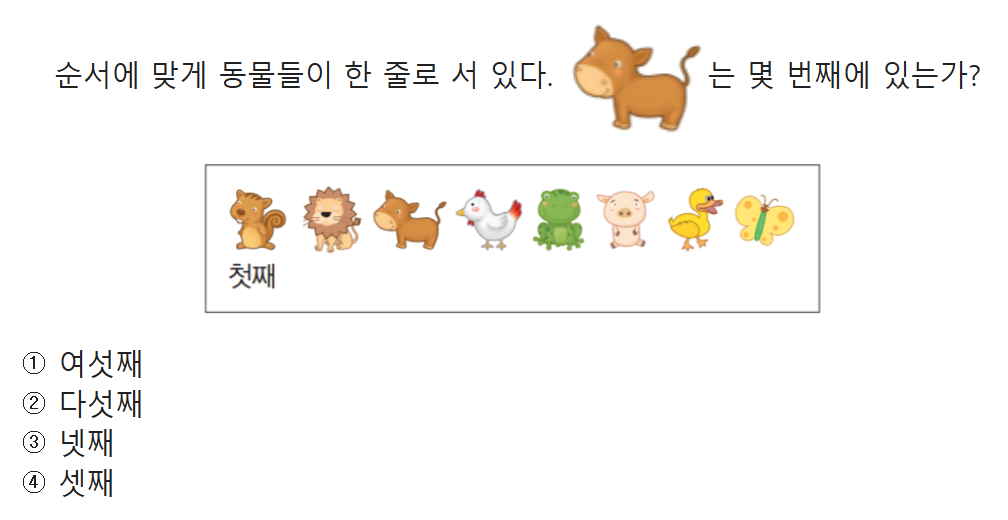 순서에 맞게 동물들이 한 줄로 서 있다. 는 몇 번째에 있는가?
첫째
① 여섯째
② 다섯째
③ 넷째
④ 셋째